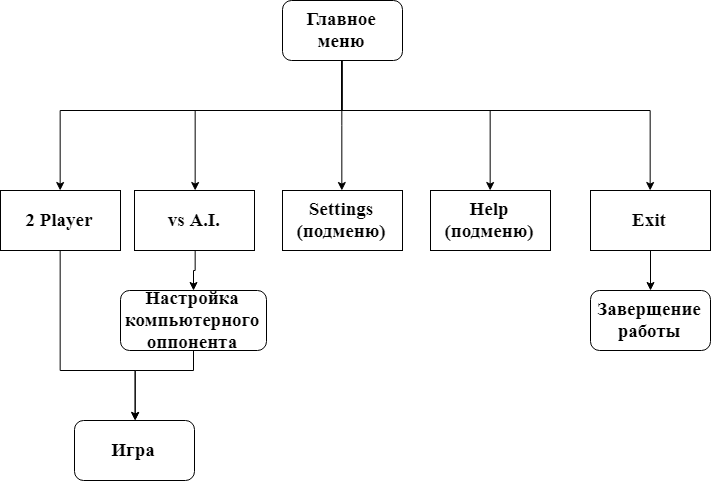 Главное
меню
2 Player
vs A.I.
Settings
(подменю)
Help
(подменю)
Exit
Настройка
компьютерного
оппонента
Завершение
работы
Игра